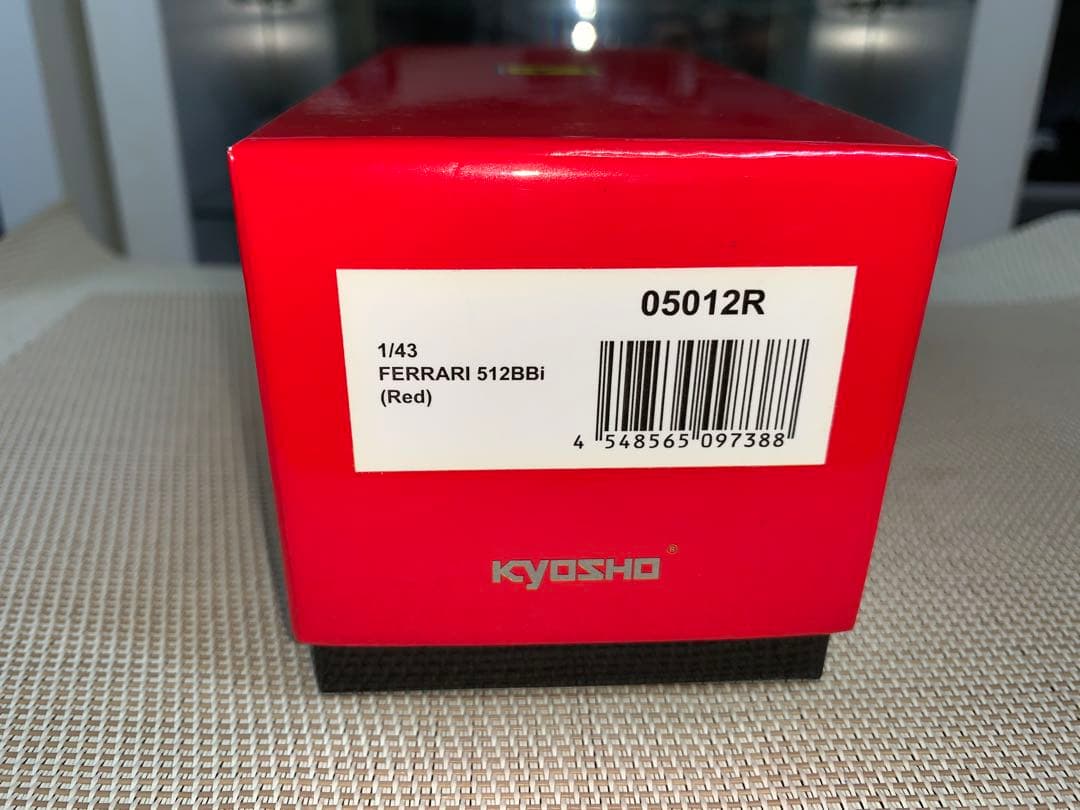 05012R
1/43
FERRARI 512BBi
(Red)
4 548565 097388
KYOSHO ®